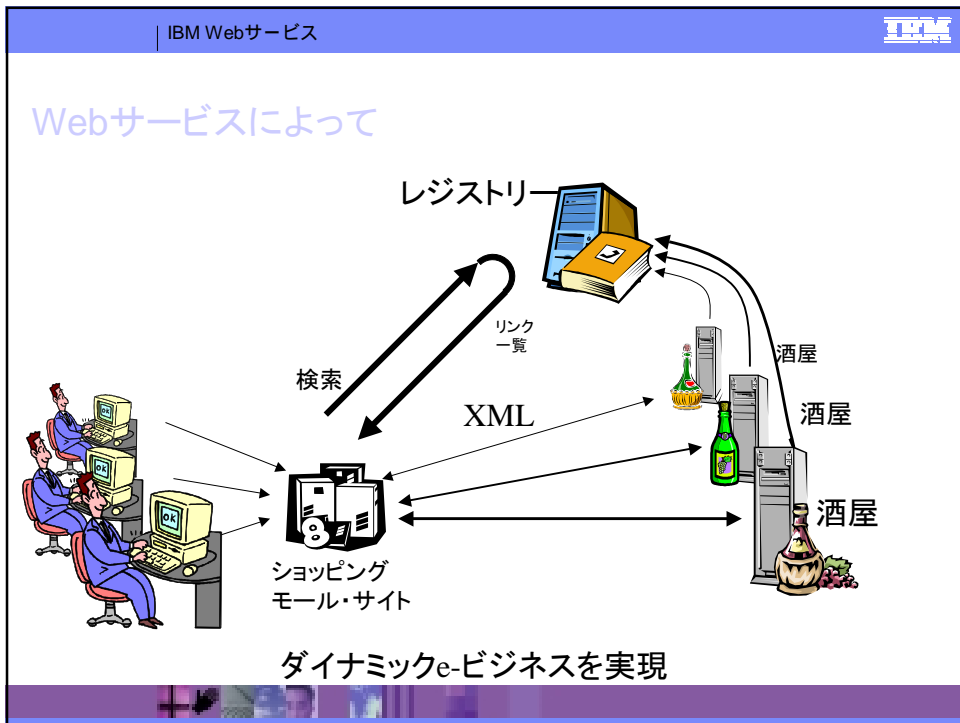 IBM Webサービス
IBM
Webサービスによって
レジストリ
リンク
一覧
検索
酒屋
XML
酒屋
酒屋
ok
ok
ok
ショッピング
モール・サイト
ダイナミックe-ビジネスを実現